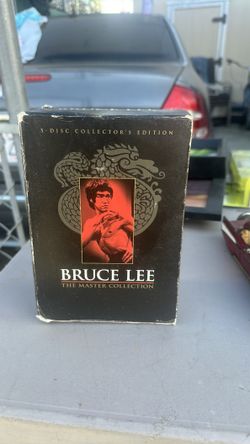 5-DISC COLLECTOR'S EDITION
BRUCE LEE
THE MASTER COLLECTION